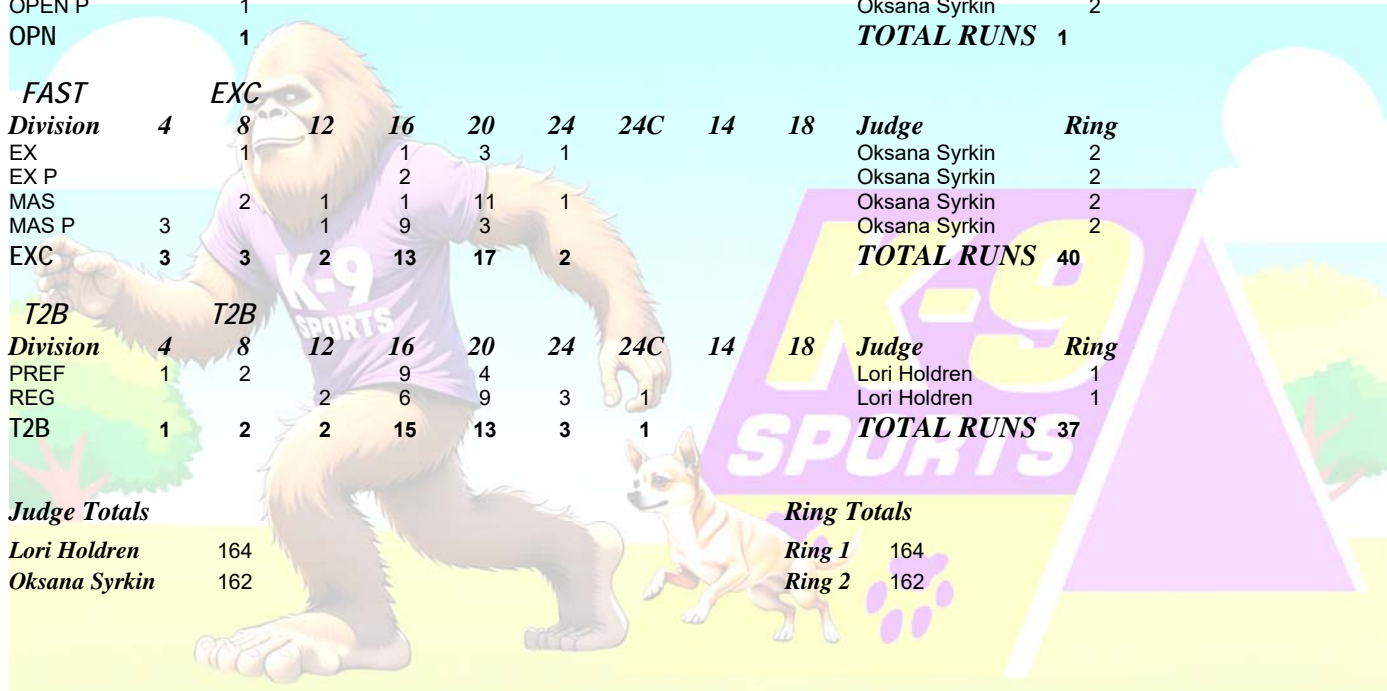 OPEN P 1 Oksana Syrkin 2
OPN 1 TOTAL RUNS 1
FAST EXC
Division 4 8 12 16 20 24 24C 14 18 Judge Ring
EX 1 1 3 1 Oksana Syrkin 2
EX P 2 Oksana Syrkin 2
MAS 2 1 1 11 1 Oksana Syrkin 2
MAS P 3 1 9 3 Oksana Syrkin 2
EXC 3 3 2 13 17 2 TOTAL RUNS 40
T2B T2B
Division 4 8 12 16 20 24 24C 14 18 Judge Ring
PREF 1 2 9 4 Lori Holdren 1
REG 2 6 9 3 1 Lori Holdren 1
T2B 1 2 2 15 13 3 1 TOTAL RUNS 37
Judge Totals Ring Totals
Lori Holdren 164 Ring 1 164
Oksana Syrkin 162 Ring 2 162
K-9
SPORTS
K-9
SPORTS